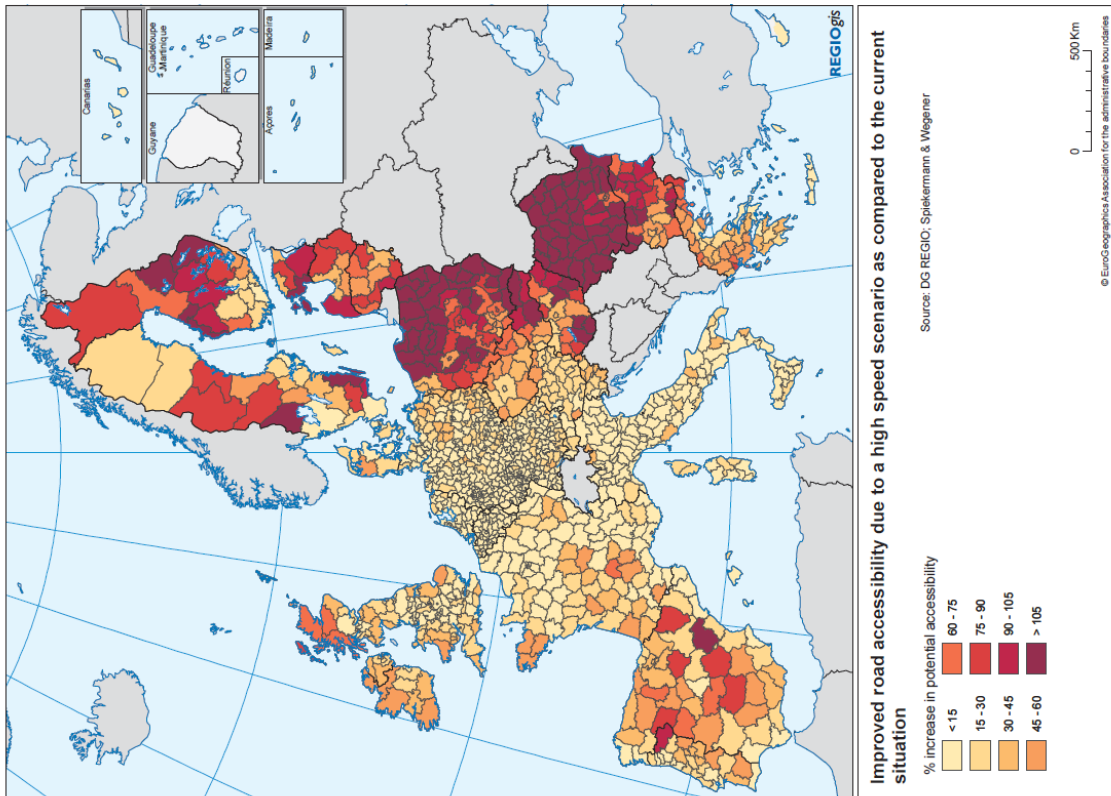 Canarias
Guyane
Guadeloupe
Martinique
Réunion
Açores
Madeira
REGIOgis
Improved road accessibility due to a high speed scenario as compared to the current
situation
% increase in potential accessibility
< 15
15 - 30
30 - 45
45 - 60
60 - 75
75 - 90
90 - 105
> 105
Source: DG REGIO; Spiekermann & Wegener
0
500 Km
© EuroGeographics Association for the administrative boundaries